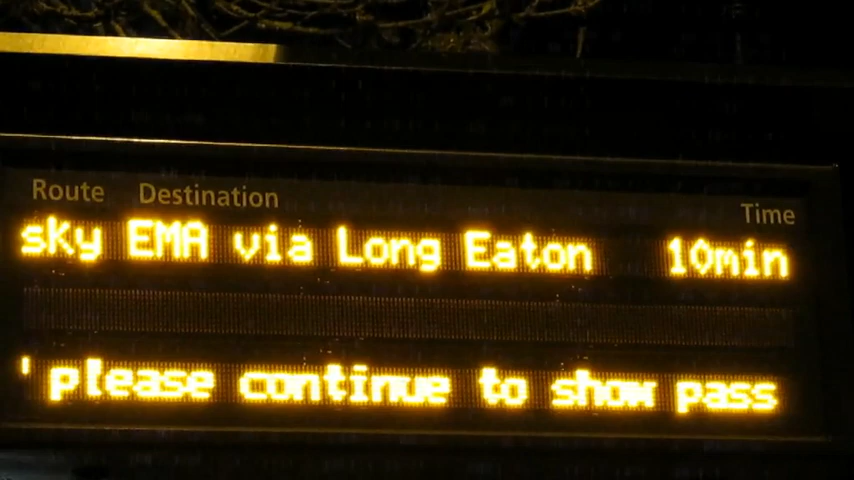 Route Destination Time
sky EMA via Long Eaton 10min
' please continue to show pass